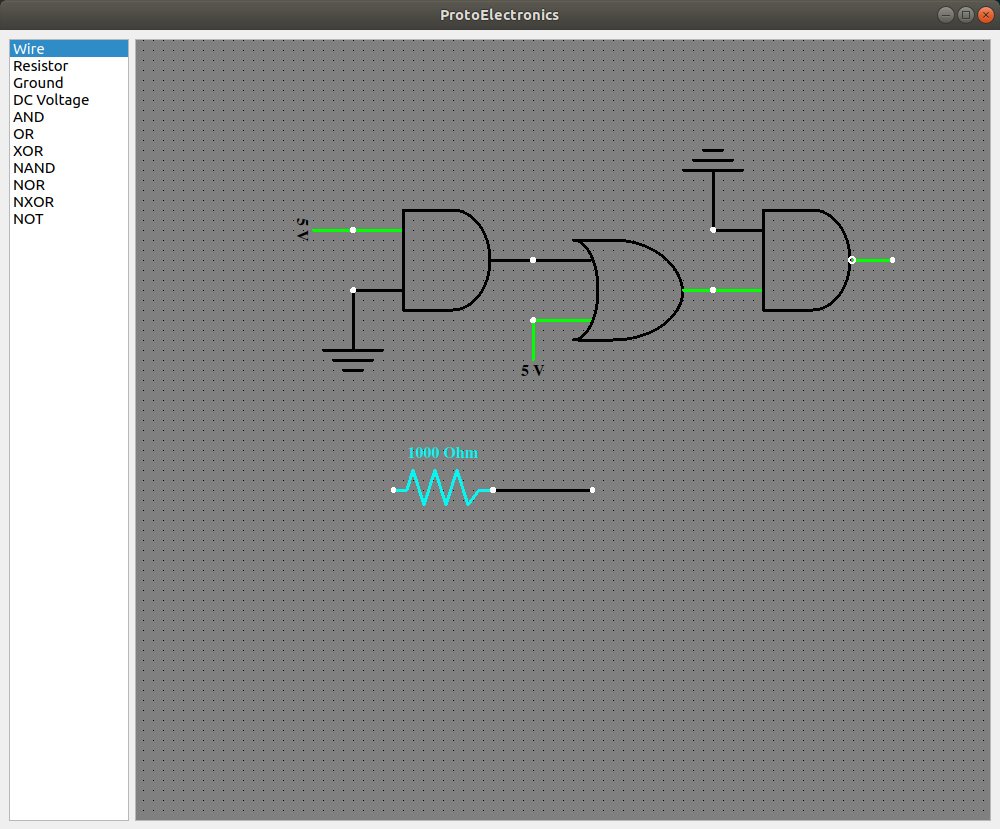 ProtoElectronics
Wire
Resistor
Ground
DC Voltage
AND
OR
XOR
NAND
NOR
NXOR
NOT
5 V
5 V
1000 Ohm